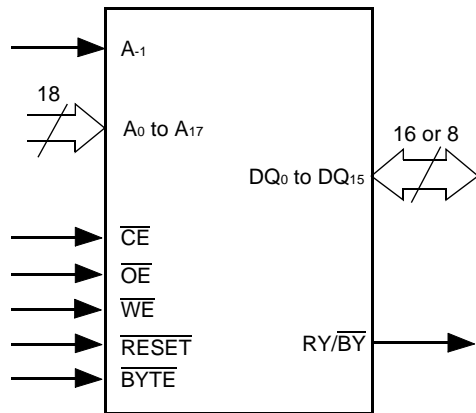 A-1
18
A0 to A17
16 or 8
DQ0 to DQ15
CE
OE
WE
RESET
RY/BY
BYTE